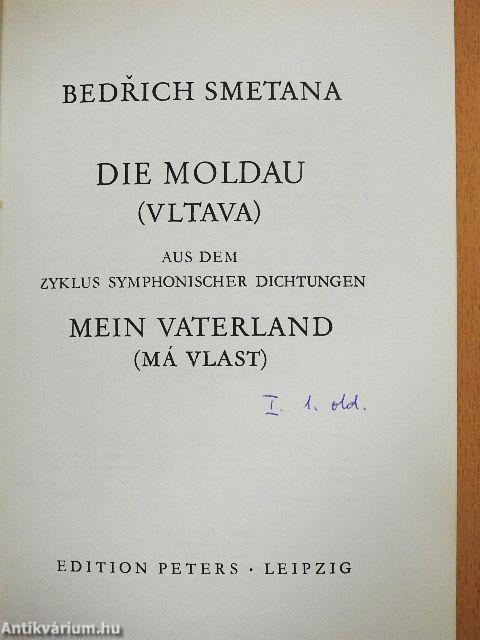 BEDŘICH SMETANA
DIE MOLDAU
(VLTAVA)
AUS DEM
ZYKLUS SYMPHONISCHER DICHTUNGEN
MEIN VATERLAND
(MÁ VLAST)
I. 1. old.
EDITION PETERS · LEIPZIG
Antikvárium.hu